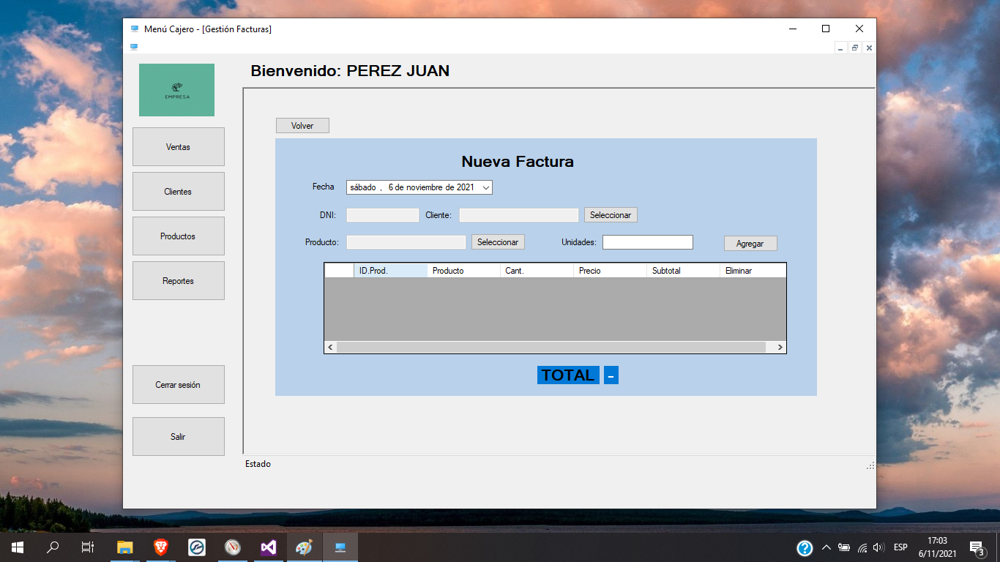 Menú Cajero - [Gestión Facturas]
EMPRESA
Bienvenido: PEREZ JUAN
Ventas
Clientes
Productos
Reportes
Cerrar sesión
Salir
Volver
Nueva Factura
Fecha sábado , 6 de noviembre de 2021
DNI: Cliente: Seleccionar
Producto: Seleccionar Unidades: Agregar
ID.Prod. Producto Cant. Precio Subtotal Eliminar
TOTAL -
Estado
ESP 17:03
6/11/2021
3